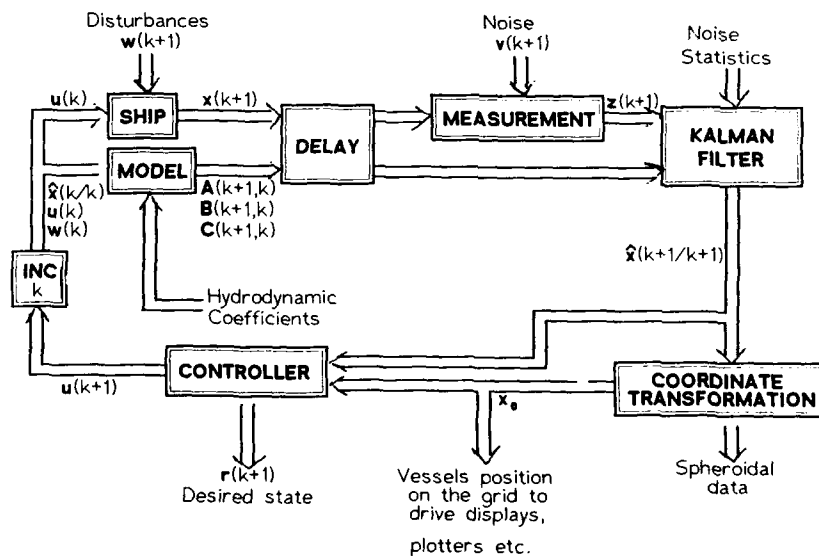 Disturbances
w(k+1)
Noise
v(k+1)
Noise
Statistics
u(k)
SHIP
x(k+1)
DELAY
MEASUREMENT
z(k+1)
KALMAN
FILTER
MODEL
x̂(k/k)
u(k)
w(k)
A(k+1,k)
B(k+1,k)
C(k+1,k)
INC
k
Hydrodynamic
Coefficients
x̂(k+1/k+1)
u(k+1)
CONTROLLER
x₀
COORDINATE
TRANSFORMATION
r(k+1)
Desired state
Vessels position
on the grid to
drive displays,
plotters etc.
Spheroidal
data